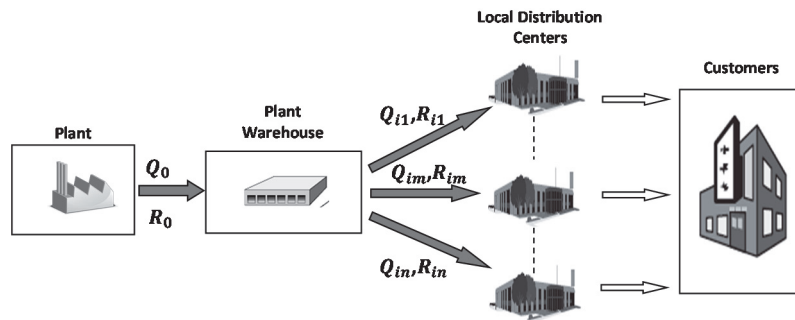 Local Distribution
Centers
Customers
Plant
Plant
Warehouse
Q₀
R₀
Qᵢ₁,Rᵢ₁
Qᵢₘ,Rᵢₘ
Qᵢₙ,Rᵢₙ